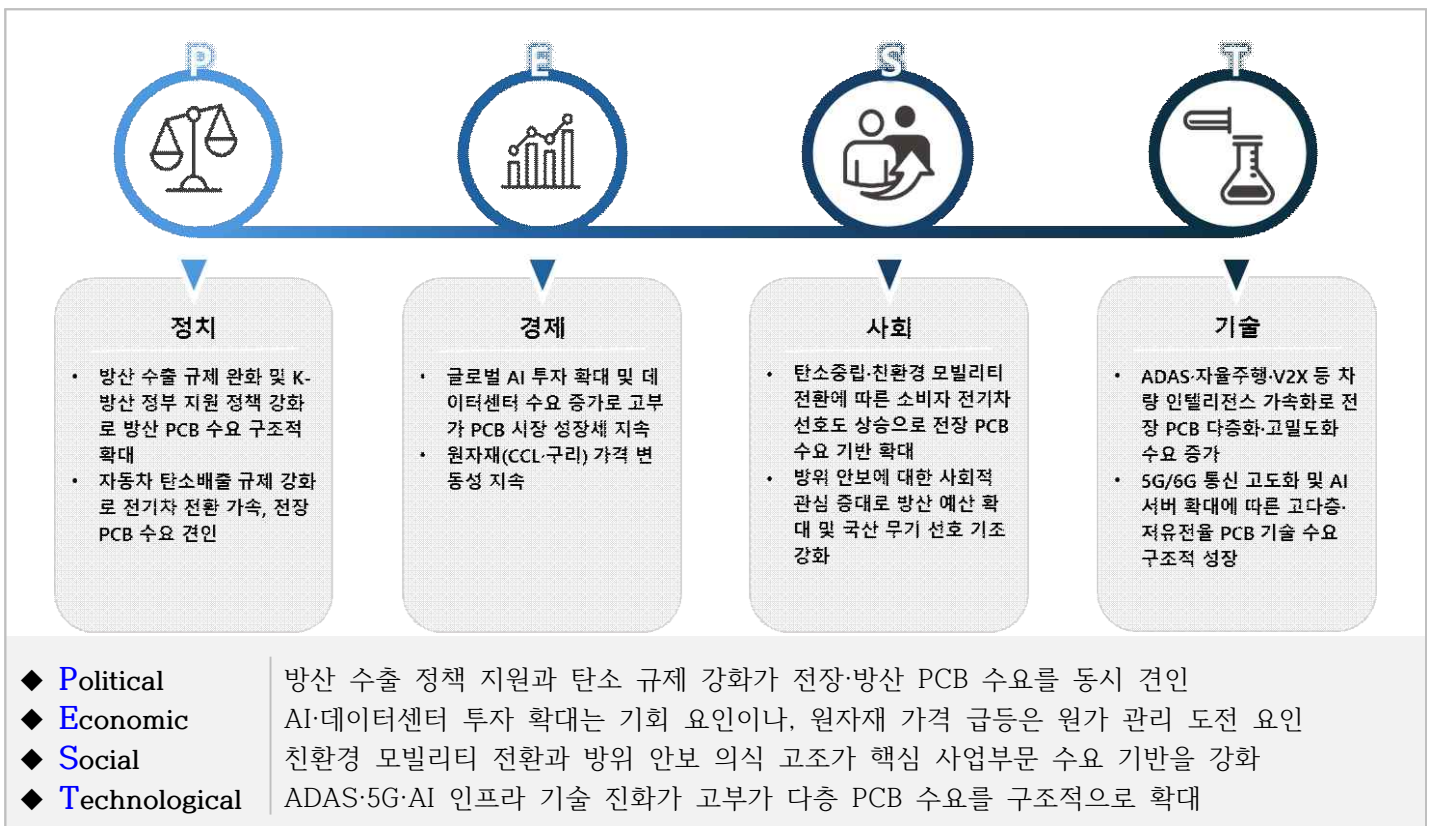 P
E
S
T
정치
• 방산 수출 규제 완화 및 K-
방산 정부 지원 정책 강화
로 방산 PCB 수요 구조적
확대
• 자동차 탄소배출 규제 강화
로 전기차 전환 가속, 전장
PCB 수요 견인
경제
• 글로벌 AI 투자 확대 및 데
이터센터 수요 증가로 고부
가 PCB 시장 성장세 지속
• 원자재(CCL·구리) 가격 변
동성 지속
사회
• 탄소중립·친환경 모빌리티
전환에 따른 소비자 전기차
선호도 상승으로 전장 PCB
수요 기반 확대
• 방위 안보에 대한 사회적
관심 증대로 방산 예산 확
대 및 국산 무기 선호 기조
강화
기술
• ADAS·자율주행·V2X 등 차
량 인텔리전스 가속화로 전
장 PCB 다층화·고밀도화
수요 증가
• 5G/6G 통신 고도화 및 AI
서버 확대에 따른 고다층·
저유전율 PCB 기술 수요
구조적 성장
◆ Political 방산 수출 정책 지원과 탄소 규제 강화가 전장·방산 PCB 수요를 동시 견인
◆ Economic AI·데이터센터 투자 확대는 기회 요인이나, 원자재 가격 급등은 원가 관리 도전 요인
◆ Social 친환경 모빌리티 전환과 방위 안보 의식 고조가 핵심 사업부문 수요 기반을 강화
◆ Technological ADAS·5G·AI 인프라 기술 진화가 고부가 다층 PCB 수요를 구조적으로 확대